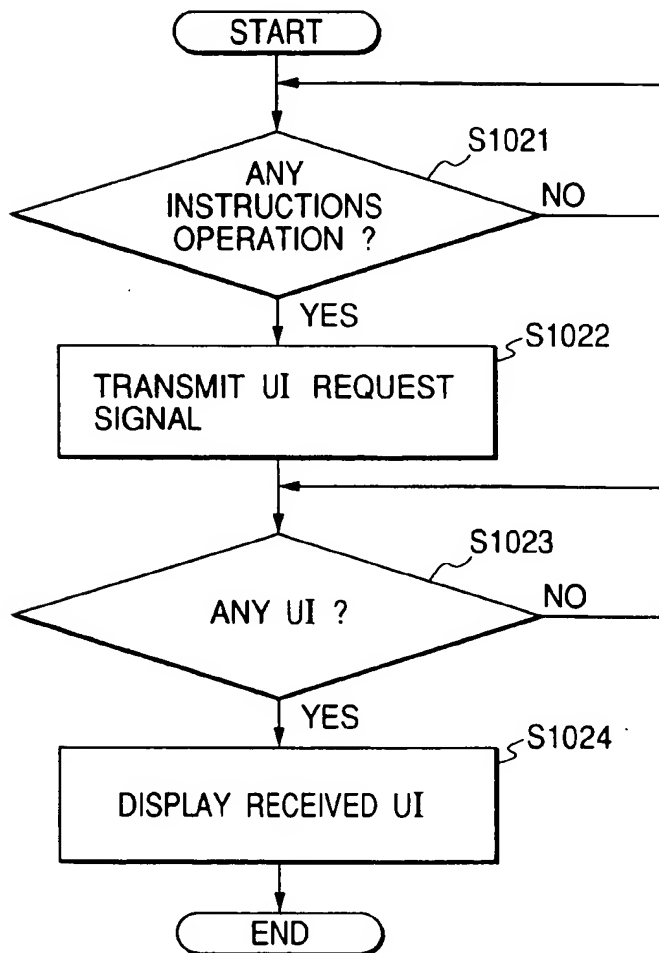 START
S1021
ANY
INSTRUCTIONS
OPERATION ?
NO
YES
S1022
TRANSMIT UI REQUEST
SIGNAL
S1023
ANY UI ?
NO
YES
S1024
DISPLAY RECEIVED UI
END